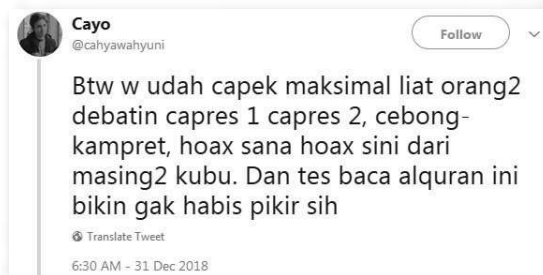 Cayo
@cahyawahyuni
Follow
Btw w udah capek maksimal liat orang2
debatin capres 1 capres 2, cebong-
kampret, hoax sana hoax sini dari
masing2 kubu. Dan tes baca alquran ini
bikin gak habis pikir sih
Translate Tweet
6:30 AM - 31 Dec 2018